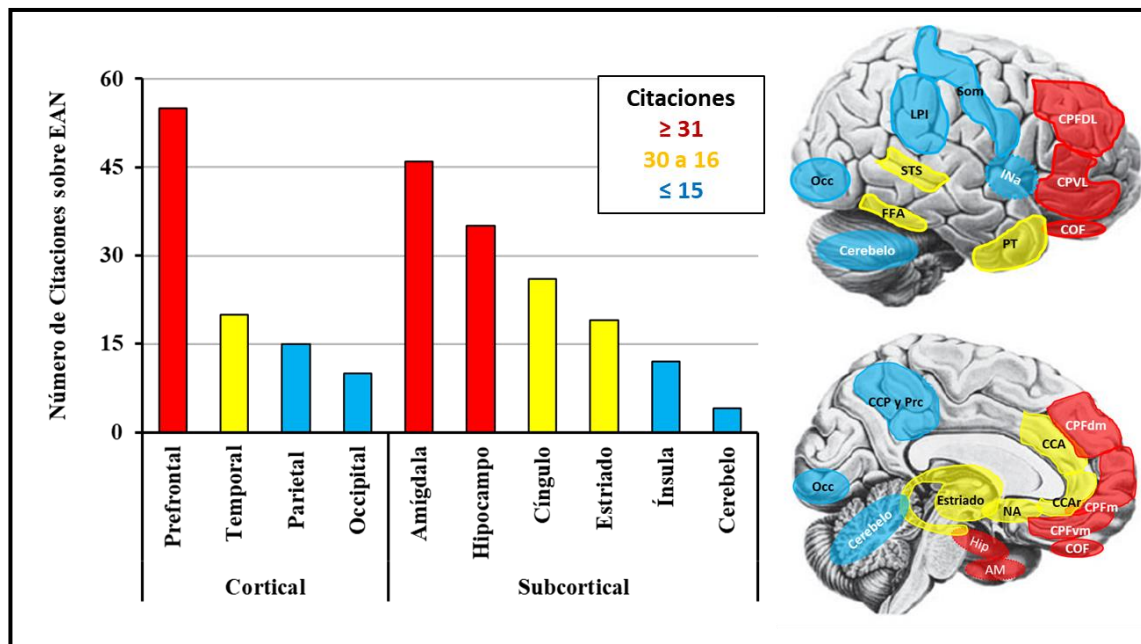 Número de Citaciones sobre EAN
60
45
30
15
0
Prefrontal
Temporal
Parietal
Occipital
Amígdala
Hipocampo
Cíngulo
Estriado
Ínsula
Cerebelo
Cortical
Subcortical
Citaciones
≥ 31
30 a 16
≤ 15
Som
LPI
CPFDL
STS
INa
CPVL
Occ
FFA
COF
PT
Cerebelo
CCP y Prc
CPFdm
CCA
Occ
Estriado
NA
CCAr
CPFm
Cerebelo
CPFvm
Hip
COF
AM